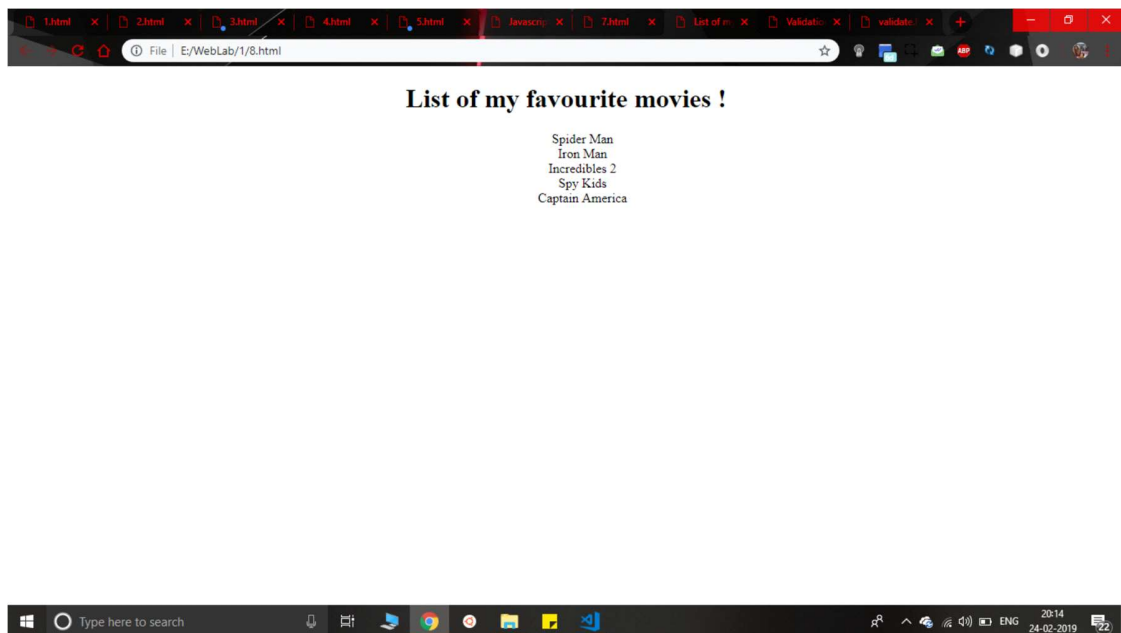 1.html
2.html
3.html
4.html
5.html
Javascrip
7.html
List of m
Validatio
validate.
File | E:/WebLab/1/8.html
ABP
List of my favourite movies !
Spider Man
Iron Man
Incredibles 2
Spy Kids
Captain America
Type here to search
ENG
20:14
24-02-2019
22